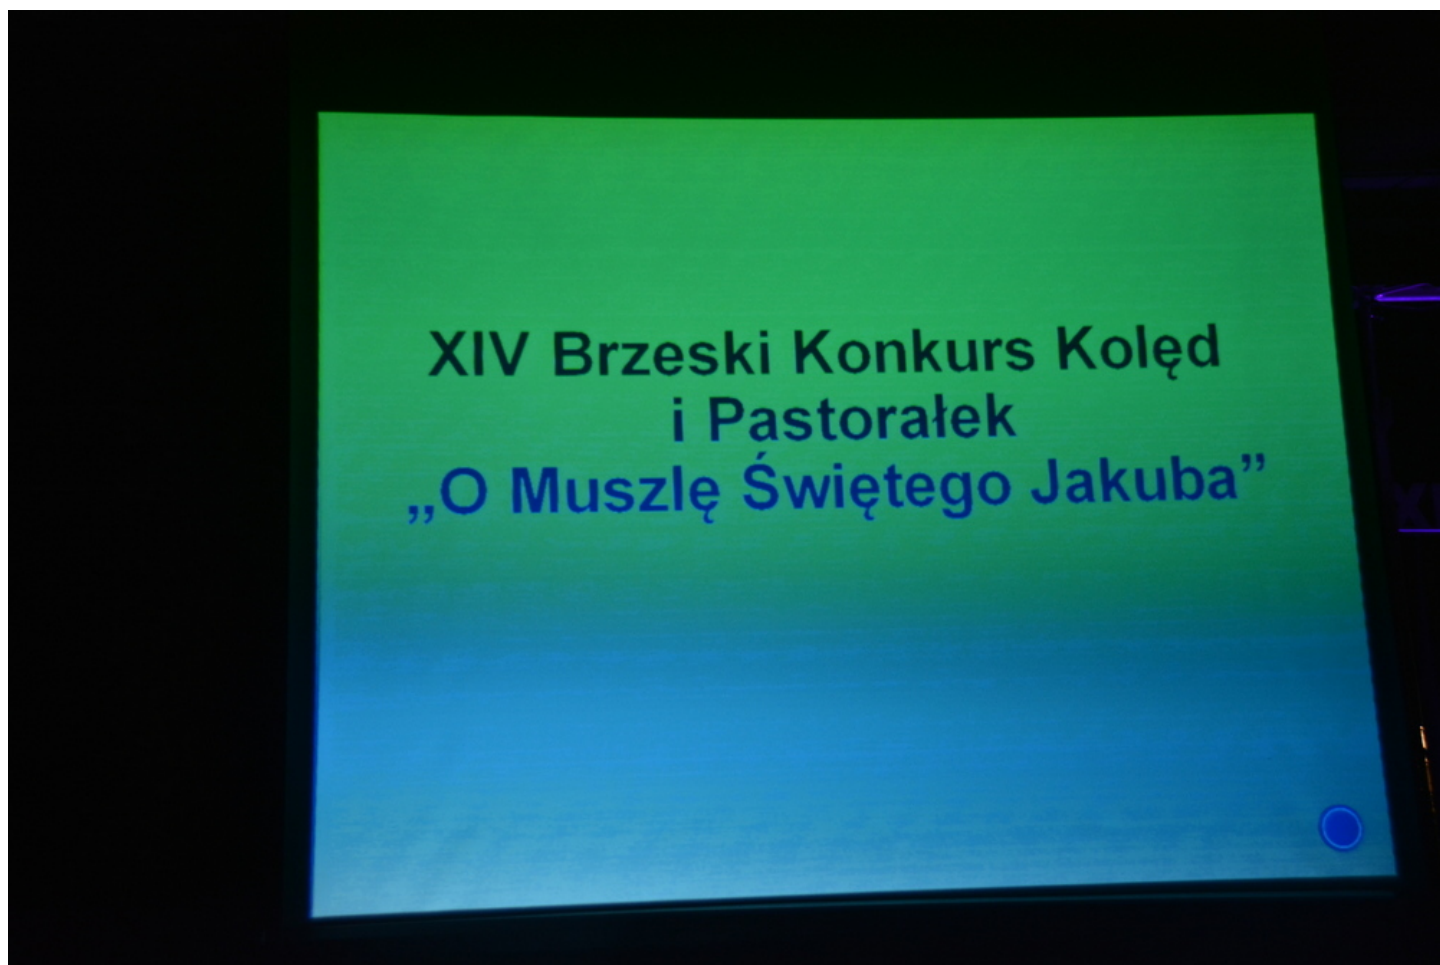 XIV Brzeski Konkurs Kolęd
i Pastorałek
„O Muszlę Świętego Jakuba”